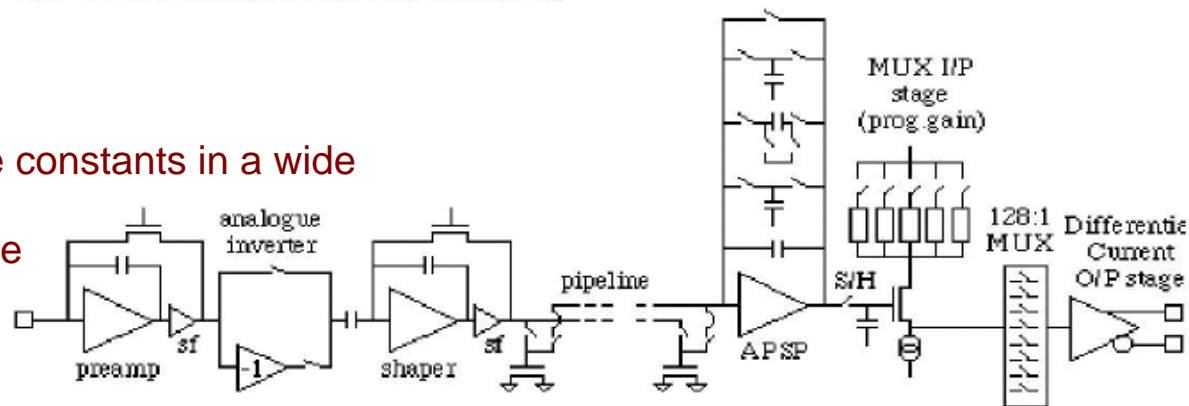 MUX I/P
stage
(prog.gain)
e constants in a wide
e
analogue
inverter
128:1
MUX
Differentia
Current
O/P stage
pipeline
S/H
sf
-1
sf
APSP
preamp
shaper